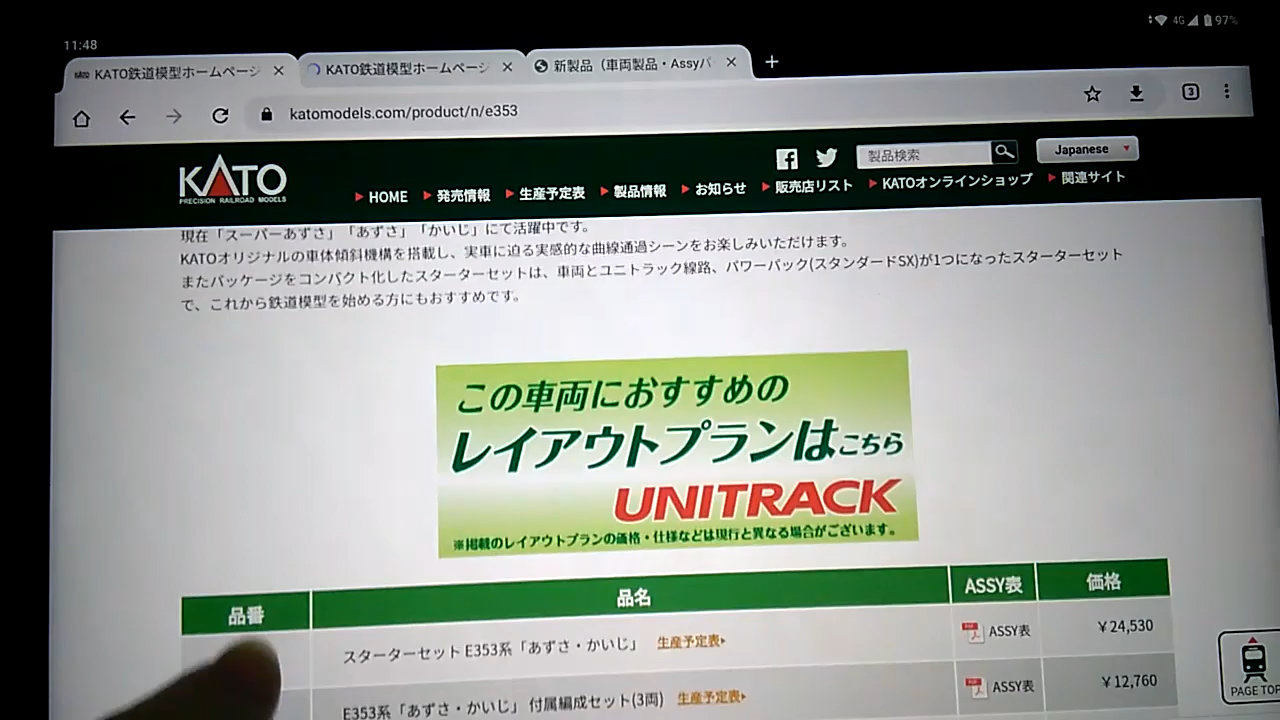 11:48
4G 97%
KATO鉄道模型ホームページ
KATO鉄道模型ホームページ
新製品（車両製品・Assyパ
katomodels.com/product/n/e353
3
KATO
PRECISION RAILROAD MODELS
製品検索
Japanese
HOME
発売情報
生産予定表
製品情報
お知らせ
販売店リスト
KATOオンラインショップ
関連サイト
現在「スーパーあずさ」「あずさ」「かいじ」にて活躍中です。
KATOオリジナルの車体傾斜機構を搭載し、実車に迫る実感的な曲線通過シーンをお楽しみいただけます。
またパッケージをコンパクト化したスターターセットは、車両とユニトラック線路、パワーパック(スタンダードSX)が1つになったスターターセット
で、これから鉄道模型を始める方にもおすすめです。
この車両におすすめの
レイアウトプランはこちら
UNITRACK
※掲載のレイアウトプランの価格・仕様などは現行と異なる場合がございます。
品番 品名 ASSY表 価格
スターターセット E353系「あずさ・かいじ」 生産予定表 ASSY表 ￥24,530
E353系「あずさ・かいじ」 付属編成セット(3両) 生産予定表 ASSY表 ￥12,760
PAGE TOP